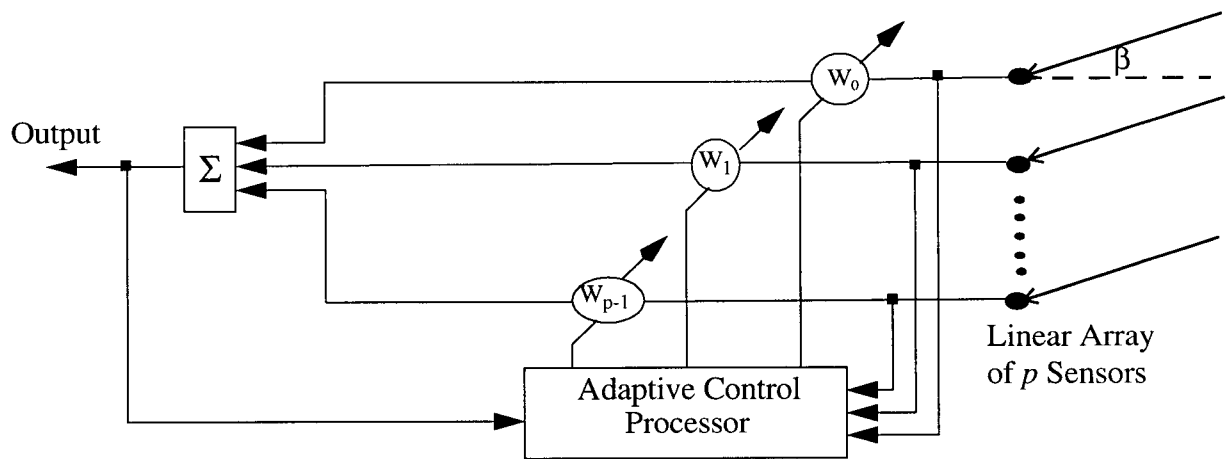 β
W₀
Output
W₁
Σ
Wₚ₋₁
Linear Array
of p Sensors
Adaptive Control
Processor